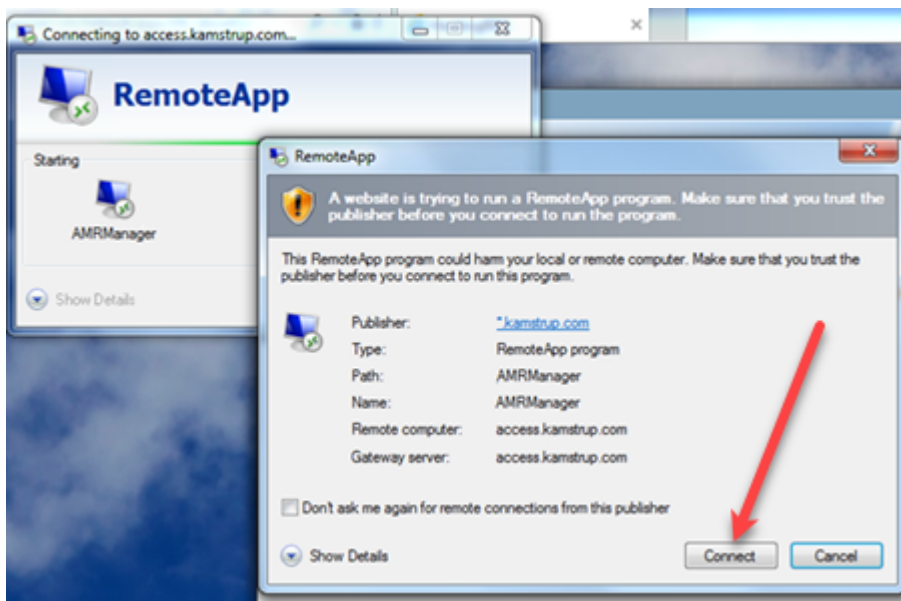 Connecting to access.kamstrup.com...
RemoteApp
Starting
AMRManager
Show Details
RemoteApp
A website is trying to run a RemoteApp program. Make sure that you trust the
publisher before you connect to run the program.
This RemoteApp program could harm your local or remote computer. Make sure that you trust the
publisher before you connect to run this program.
Publisher: *.kamstrup.com
Type: RemoteApp program
Path: AMRManager
Name: AMRManager
Remote computer: access.kamstrup.com
Gateway server: access.kamstrup.com
Don't ask me again for remote connections from this publisher
Show Details
Connect
Cancel